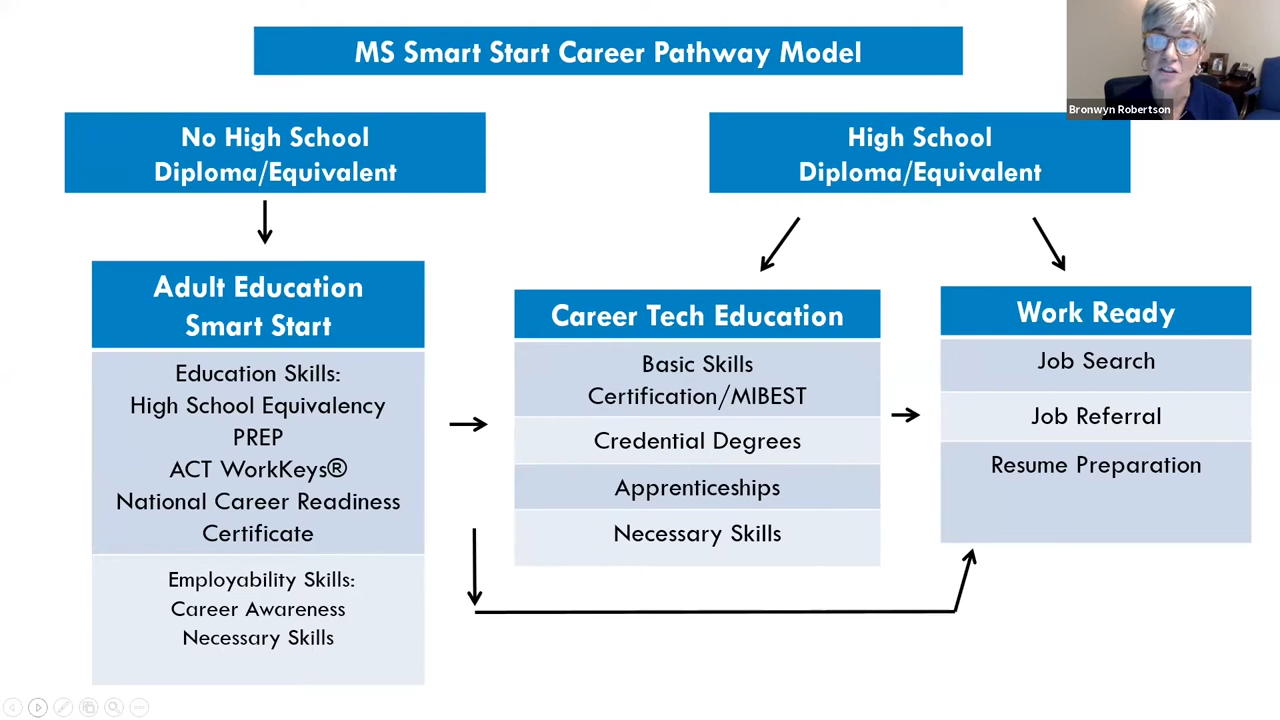 MS Smart Start Career Pathway Model
Bronwyn Robertson
No High School
Diploma/Equivalent
High School
Diploma/Equivalent
Adult Education
Smart Start
Education Skills:
High School Equivalency
PREP
ACT WorkKeys®
National Career Readiness
Certificate
Employability Skills:
Career Awareness
Necessary Skills
Career Tech Education
Basic Skills
Certification/MIBEST
Credential Degrees
Apprenticeships
Necessary Skills
Work Ready
Job Search
Job Referral
Resume Preparation